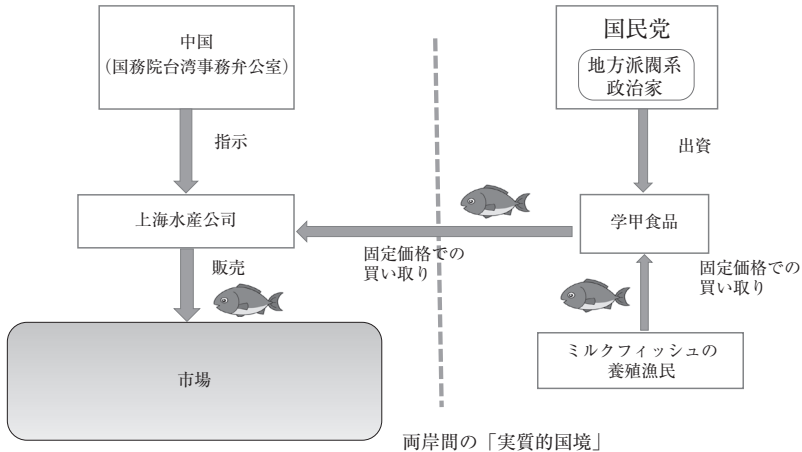 中国
（国務院台湾事務弁公室）
指示
上海水産公司
販売
市場
国民党
地方派閥系
政治家
出資
学甲食品
固定価格での
買い取り
固定価格での
買い取り
ミルクフィッシュの
養殖漁民
両岸間の「実質的国境」